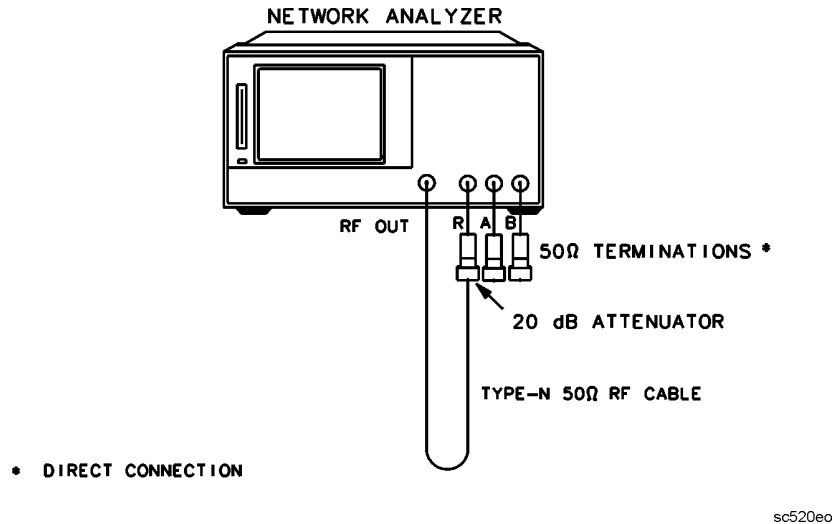 NETWORK ANALYZER
RF OUT
R A B
50Ω TERMINATIONS *
20 dB ATTENUATOR
TYPE-N 50Ω RF CABLE
* DIRECT CONNECTION
sc520eo